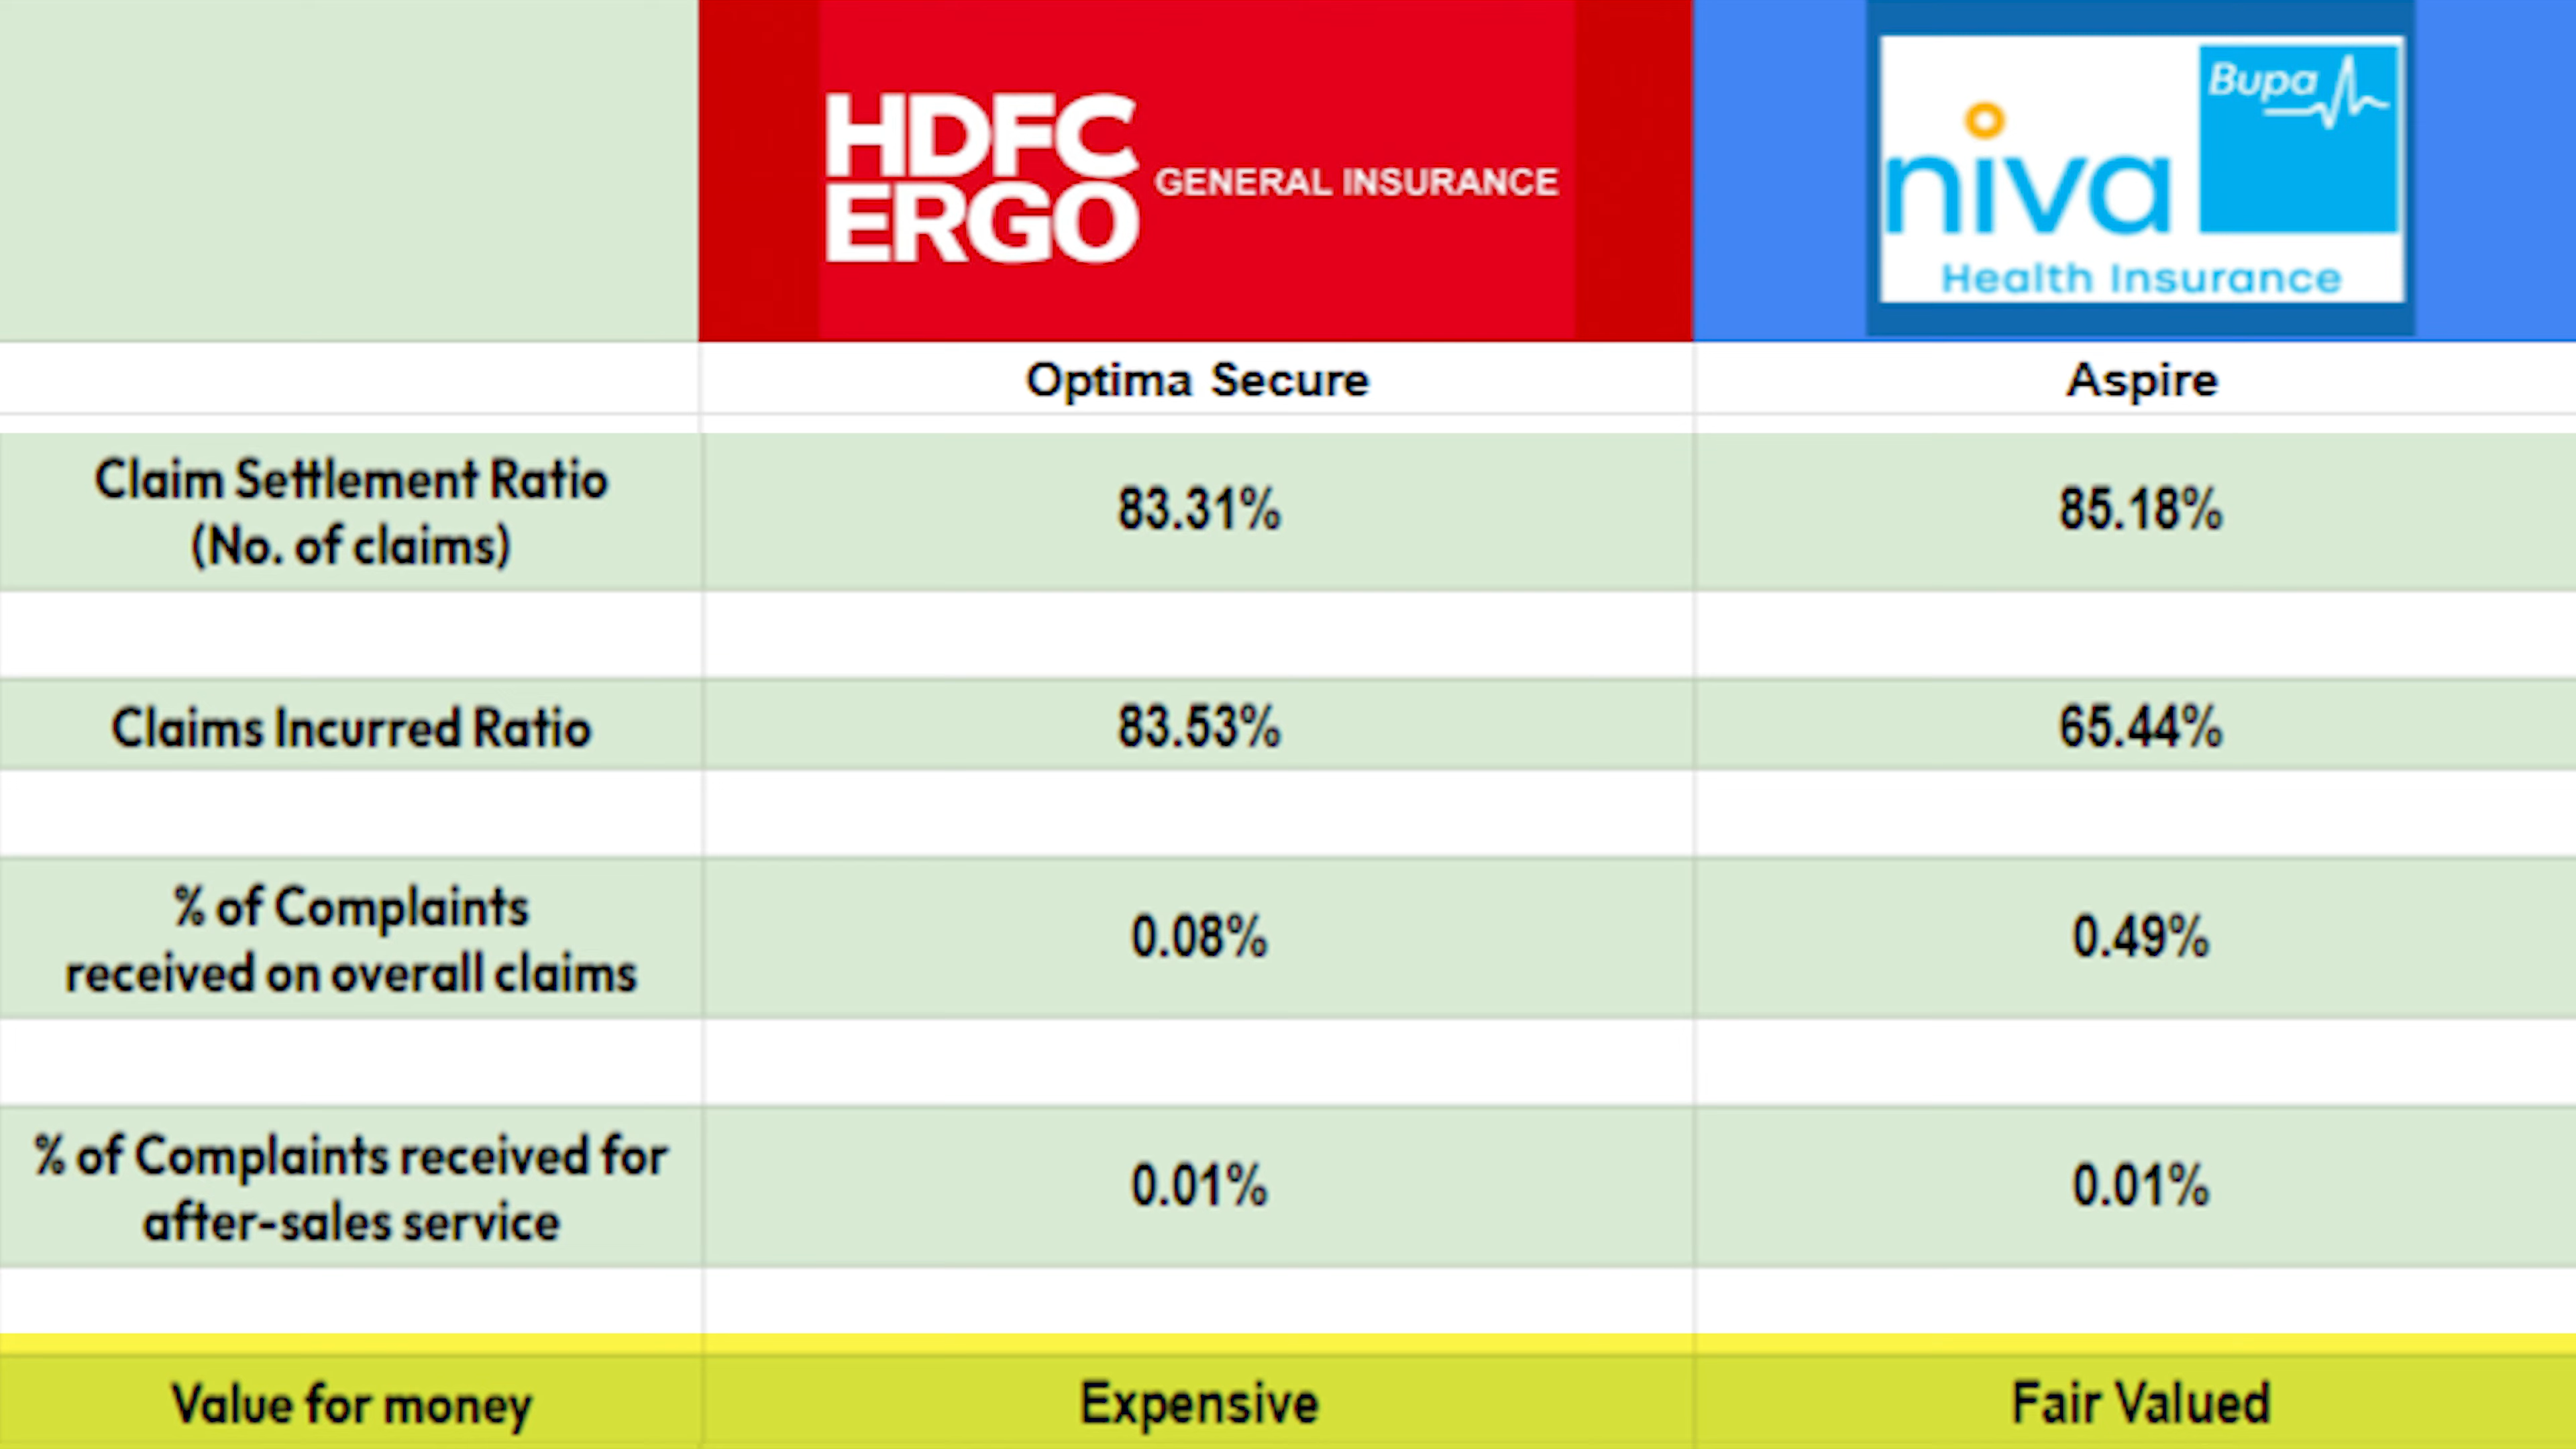 HDFC
ERGO
GENERAL INSURANCE
Bupa
niva
Health Insurance
Optima Secure
Aspire
Claim Settlement Ratio
(No. of claims)
83.31%
85.18%
Claims Incurred Ratio
83.53%
65.44%
% of Complaints
received on overall claims
0.08%
0.49%
% of Complaints received for
after-sales service
0.01%
0.01%
Value for money
Expensive
Fair Valued